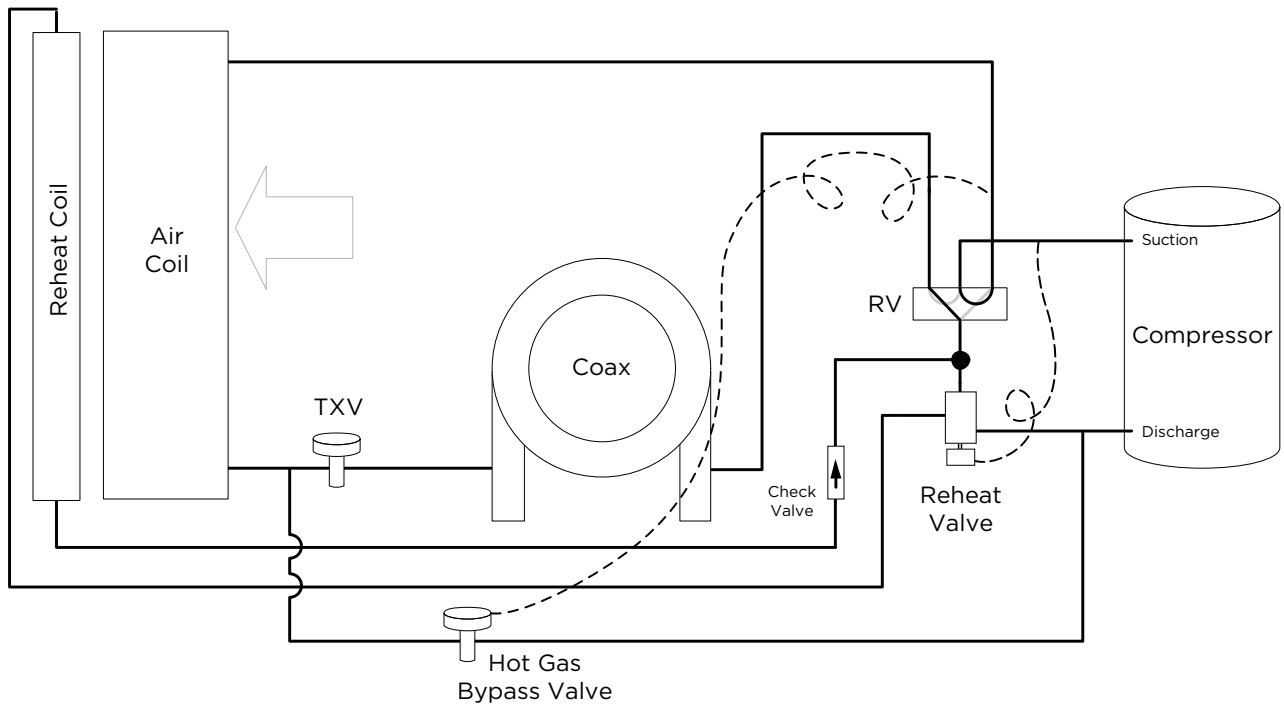 Reheat Coil
Air
Coil
TXV
Coax
RV
Suction
Compressor
Discharge
Check
Valve
Reheat
Valve
Hot Gas
Bypass Valve